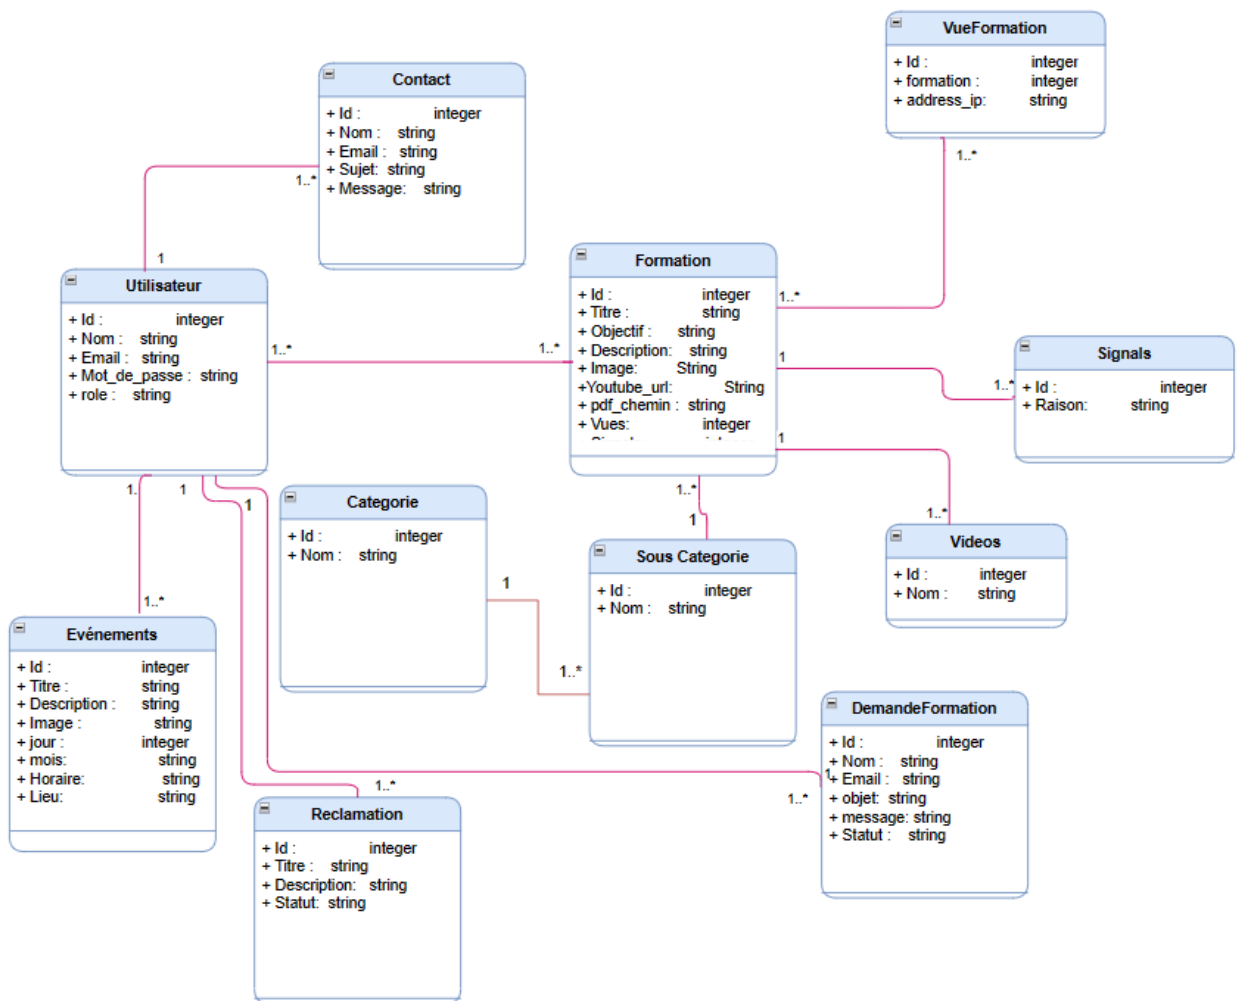 VueFormation
+ Id : integer
+ formation : integer
+ address_ip: string
1..*
Contact
+ Id : integer
+ Nom : string
+ Email : string
+ Sujet: string
+ Message: string
1..*
1
Utilisateur
+ Id : integer
+ Nom : string
+ Email : string
+ Mot_de_passe : string
+ role : string
1..*
1..*
Formation
+ Id : integer
+ Titre : string
+ Objectif : string
+ Description: string
+ Image: String
+Youtube_url: String
+ pdf_chemin : string
+ Vues: integer
1..*
1
1
1..*
Signals
+ Id : integer
+ Raison: string
1.
1
1
1..*
1
1..*
Categorie
+ Id : integer
+ Nom : string
1
1..*
Sous Categorie
+ Id : integer
+ Nom : string
Videos
+ Id : integer
+ Nom : string
1..*
Evénements
+ Id : integer
+ Titre : string
+ Description : string
+ Image : string
+ jour : integer
+ mois: string
+ Horaire: string
+ Lieu: string
1..*
Reclamation
+ Id : integer
+ Titre : string
+ Description: string
+ Statut: string
1
1..*
DemandeFormation
+ Id : integer
+ Nom : string
+ Email : string
+ objet: string
+ message: string
+ Statut : string